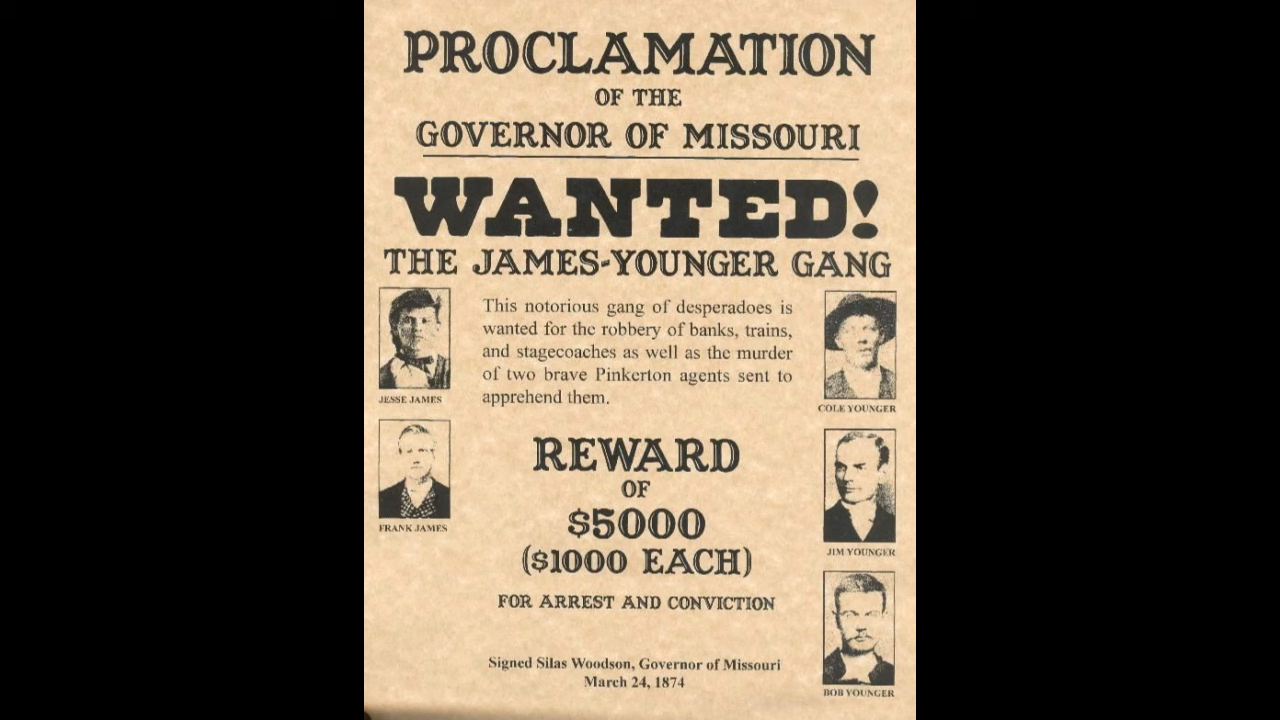 PROCLAMATION
OF THE
GOVERNOR OF MISSOURI
WANTED!
THE JAMES-YOUNGER GANG
This notorious gang of desperadoes is
wanted for the robbery of banks, trains,
and stagecoaches as well as the murder
of two brave Pinkerton agents sent to
apprehend them.
JESSE JAMES
COLE YOUNGER
REWARD
OF
$5000
($1000 EACH)
FRANK JAMES
JIM YOUNGER
FOR ARREST AND CONVICTION
Signed Silas Woodson, Governor of Missouri
March 24, 1874
BOB YOUNGER